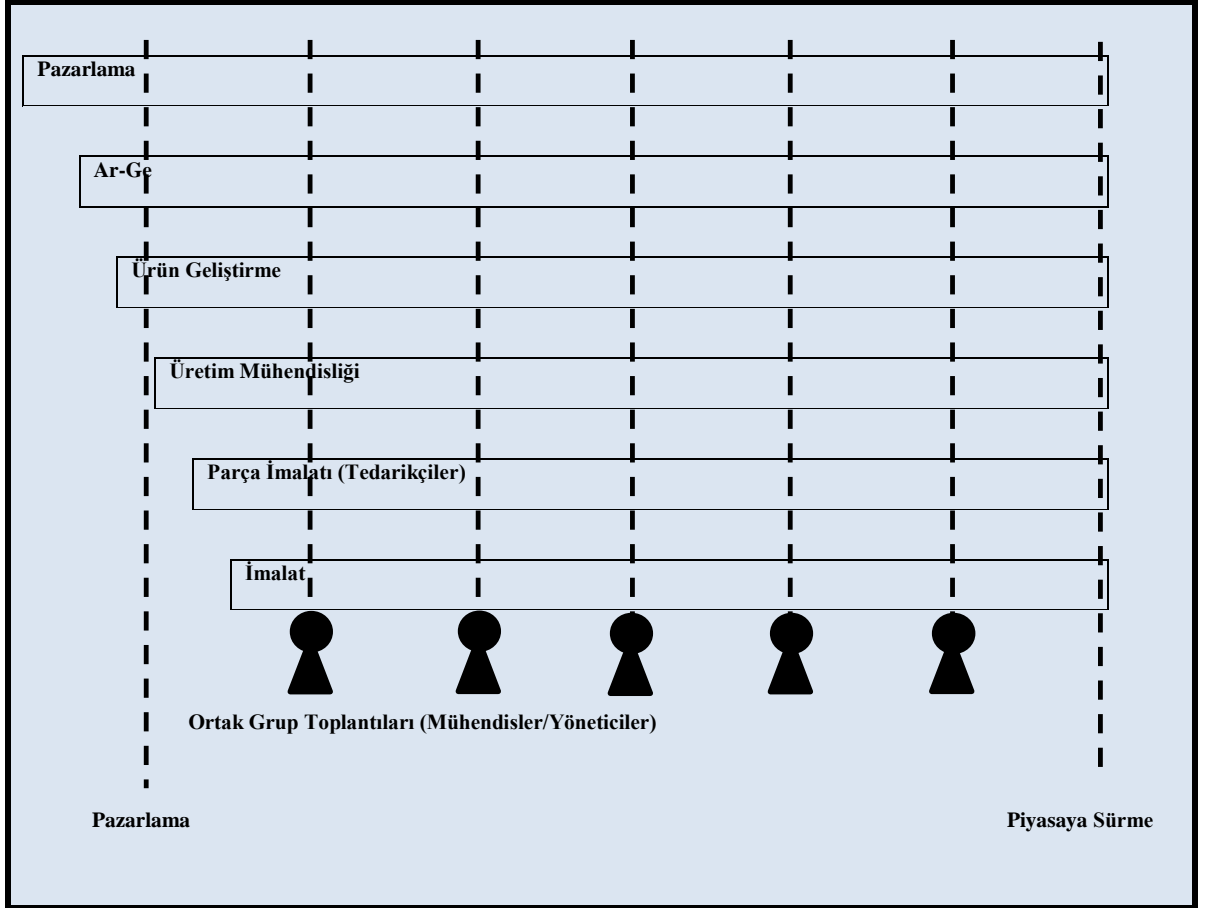 Pazarlama
Ar-Ge
Ürün Geliştirme
Üretim Mühendisliği
Parça İmalatı (Tedarikçiler)
İmalat
Ortak Grup Toplantıları (Mühendisler/Yöneticiler)
Pazarlama
Piyasaya Sürme